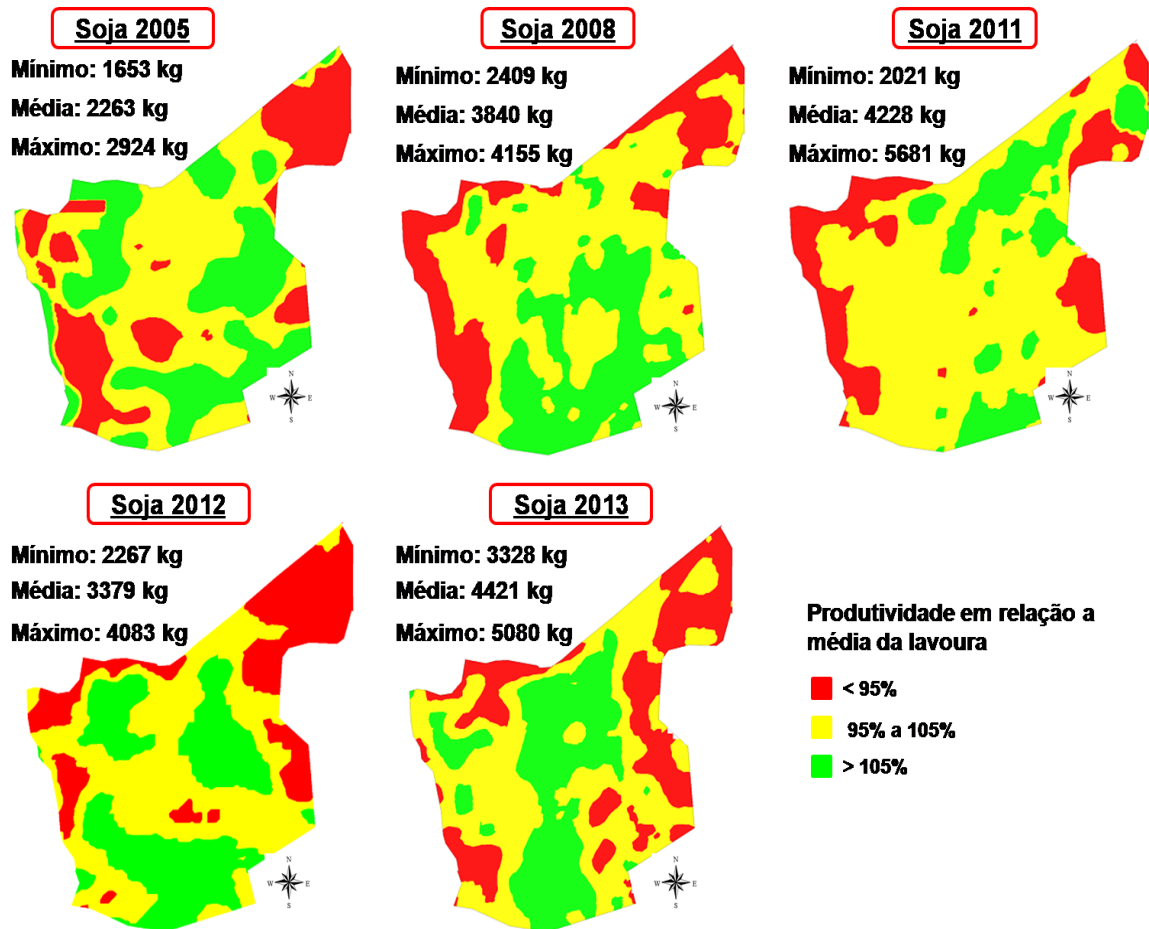 Soja 2005
Mínimo: 1653 kg
Média: 2263 kg
Máximo: 2924 kg
N
W E
S
Soja 2008
Mínimo: 2409 kg
Média: 3840 kg
Máximo: 4155 kg
N
W E
S
Soja 2011
Mínimo: 2021 kg
Média: 4228 kg
Máximo: 5681 kg
N
W E
S
Soja 2012
Mínimo: 2267 kg
Média: 3379 kg
Máximo: 4083 kg
N
W E
S
Soja 2013
Mínimo: 3328 kg
Média: 4421 kg
Máximo: 5080 kg
N
W E
S
Produtividade em relação a
média da lavoura
< 95%
95% a 105%
> 105%